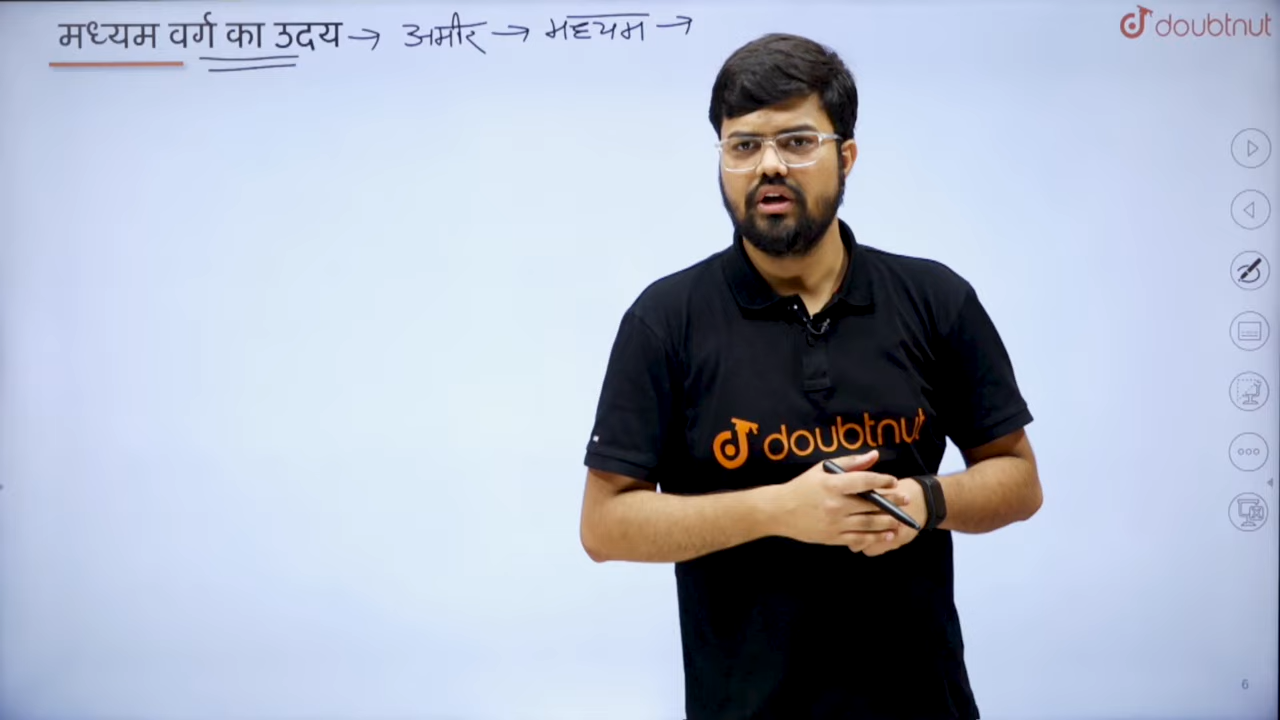 मध्यम वर्ग का उदय → अमीर → मध्यम →
doubtnut
doubtnut
6